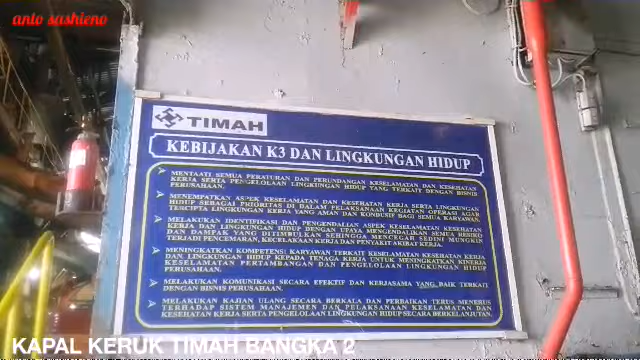 anto sashieno
TIMAH
KEBIJAKAN K3 DAN LINGKUNGAN HIDUP
MENTAATI SEMUA PERATURAN DAN PERUNDANGAN KESELAMATAN DAN KESEHATAN
KERJA SERTA PENGELOLAAN LINGKUNGAN HIDUP YANG TERKAIT DENGAN BISNIS
PERUSAHAAN.
MENEMPATKAN ASPEK KESELAMATAN DAN KESEHATAN KERJA SERTA LINGKUNGAN
HIDUP SEBAGAI PRIORITAS DI DALAM PELAKSANAAN KEGIATAN OPERASI AGAR
TERCIPTA LINGKUNGAN KERJA YANG AMAN DAN KONDUSIF BAGI SEMUA KARYAWAN.
MELAKUKAN IDENTIFIKASI DAN PENGENDALIAN ASPEK KESELAMATAN KESEHATAN
KERJA DAN LINGKUNGAN HIDUP DENGAN UPAYA MENGENDALIKAN SEMUA RESIKO
DAN DAMPAK YANG DITIMBULKAN SEHINGGA MENCEGAH SEDINI MUNGKIN
TERJADI PENCEMARAN, KECELAKAAN KERJA DAN PENYAKIT AKIBAT KERJA.
MENINGKATKAN KOMPETENSI KARYAWAN TERKAIT KESELAMATAN KESEHATAN KERJA
DAN LINGKUNGAN HIDUP KEPADA TENAGA KERJA UNTUK MENINGKATKAN KINERJA
KESELAMATAN PERTAMBANGAN DAN PENGELOLAAN LINGKUNGAN HIDUP
PERUSAHAAN.
MELAKUKAN KOMUNIKASI SECARA EFEKTIF DAN KERJASAMA YANG BAIK TERKAIT
DENGAN BISNIS PERUSAHAAN.
MELAKUKAN KAJIAN ULANG SECARA BERKALA DAN PERBAIKAN TERUS MENERUS
TERHADAP SISTEM MANAJEMEN DAN PELAKSANAAN KESELAMATAN DAN
KESEHATAN KERJA SERTA PENGELOLAAN LINGKUNGAN HIDUP SECARA BERKELANJUTAN.
KAPAL KERUK TIMAH BANGKA 2